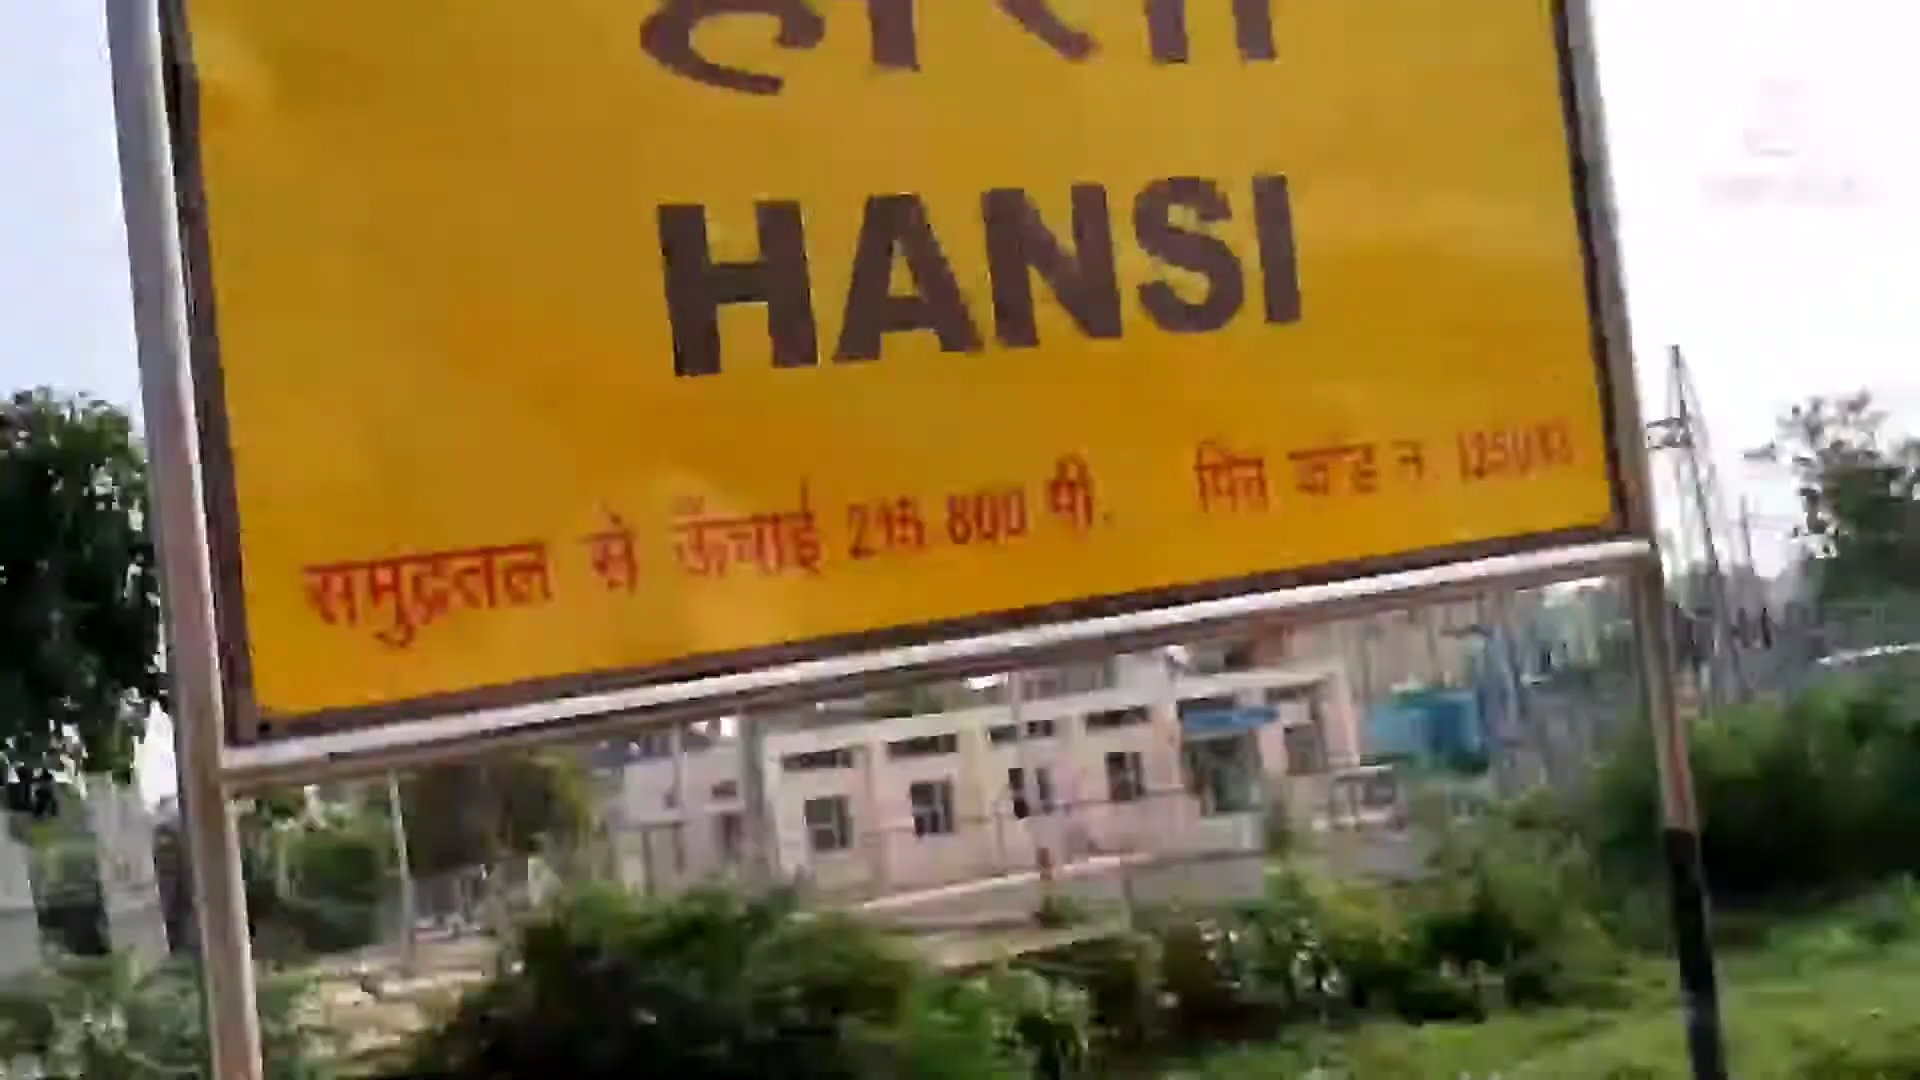 हांसी
HANSI
समुद्रतल से ऊँचाई 215.800 मी. पिन कोड नं.